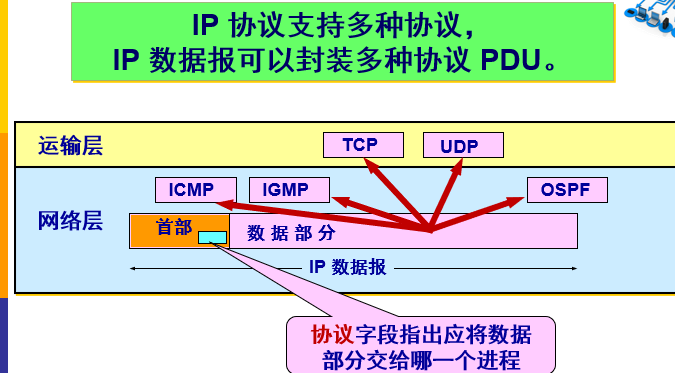 IP 协议支持多种协议，
IP 数据报可以封装多种协议 PDU。
运输层
TCP
UDP
ICMP
IGMP
OSPF
网络层
首部
数 据 部 分
IP 数据报
协议字段指出应将数据
部分交给哪一个进程